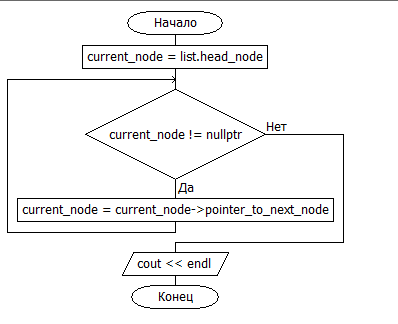 Начало
current_node = list.head_node
current_node != nullptr
Нет
Да
current_node = current_node->pointer_to_next_node
cout << endl
Конец